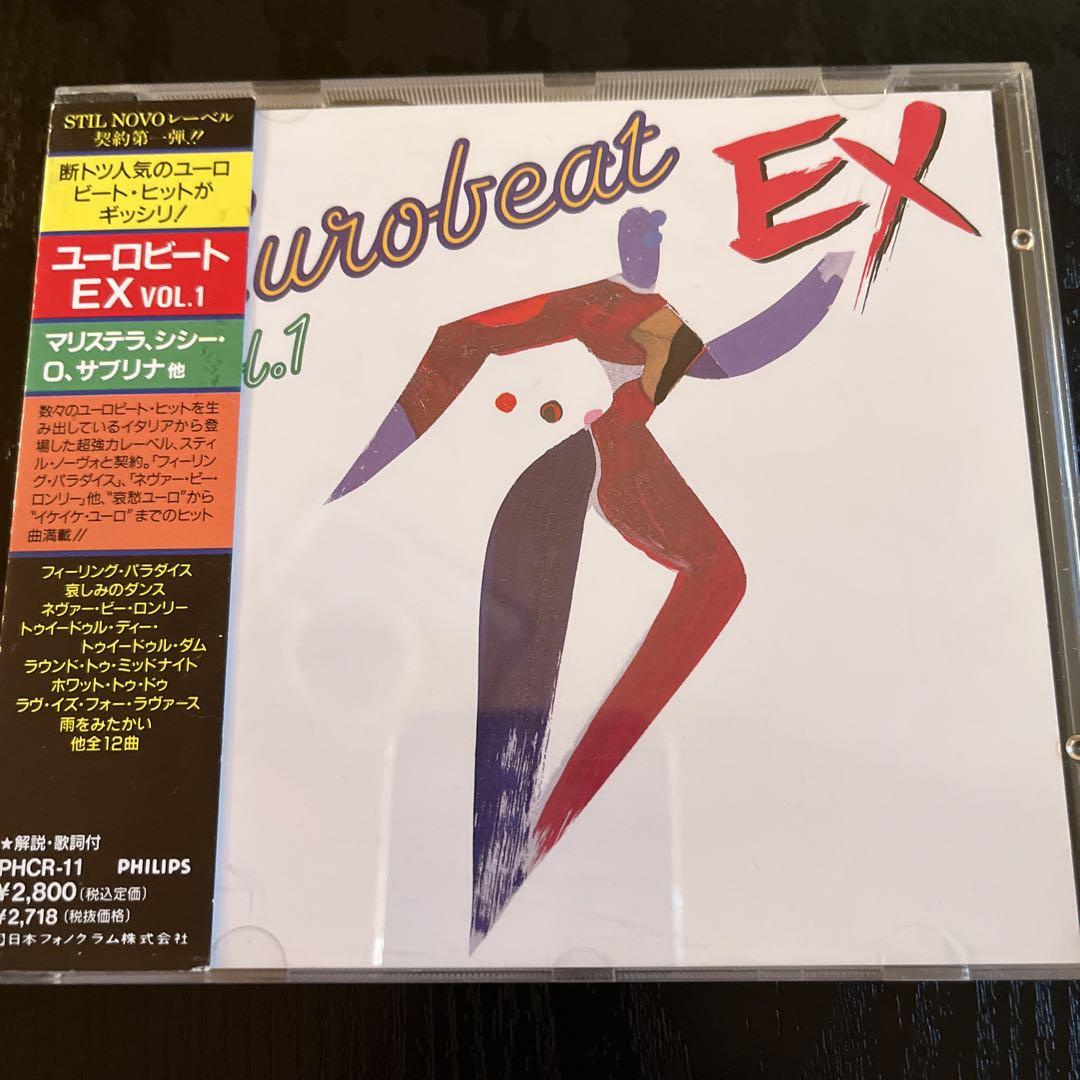 STIL NOVOレーベル
契約第一弾!!
断トツ人気のユーロ
ビート・ヒットが
ギッシリ!
ユーロビート
EX VOL.1
マリステラ、シシー・
O、サブリナ他
数々のユーロビート・ヒットを生
み出しているイタリアから登
場した超強力レーベル、スティ
ル・ノーヴォと契約。「フィーリン
グ・パラダイス」、「ネヴァー・ビー・
ロンリー」他、“哀愁ユーロ”から
“イケイケ・ユーロ”までのヒット
曲満載!!
フィーリング・パラダイス
哀しみのダンス
ネヴァー・ビー・ロンリー
トゥイードゥル・ディー・
トゥイードゥル・ダム
ラウンド・トゥ・ミッドナイト
ホワット・トゥ・ドゥ
ラヴ・イズ・フォー・ラヴァース
雨をみたかい
他全12曲
★解説・歌詞付
PHCR-11 PHILIPS
¥2,800(税込定価)
¥2,718(税抜価格)
日本フォノグラム株式会社
Eurobeat EX
Vol.1